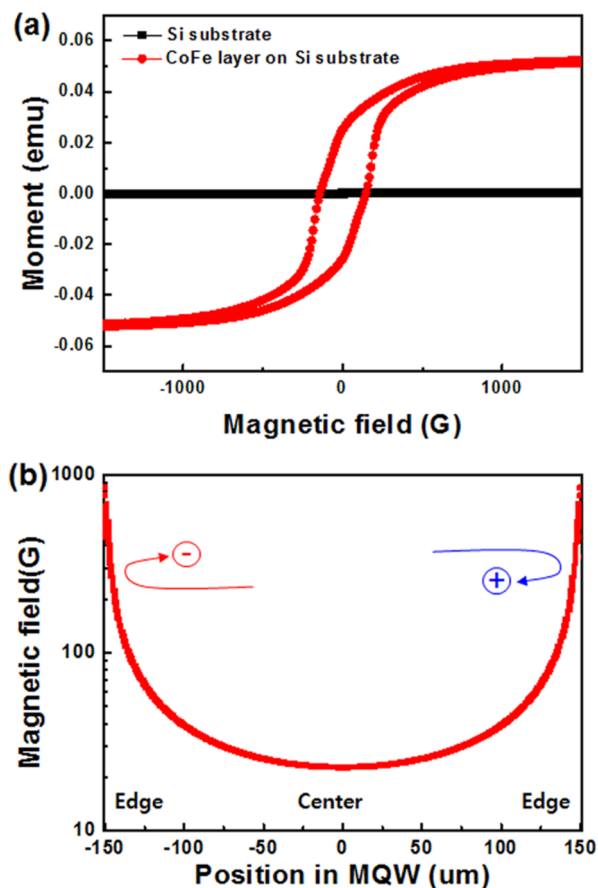 (a)
Si substrate
CoFe layer on Si substrate
Moment (emu)
0.06
0.04
0.02
0.00
-0.02
-0.04
-0.06
-1000 0 1000
Magnetic field (G)
(b)
Magnetic field(G)
1000
100
10
-
+
Edge Center Edge
-150 -100 -50 0 50 100 150
Position in MQW (um)